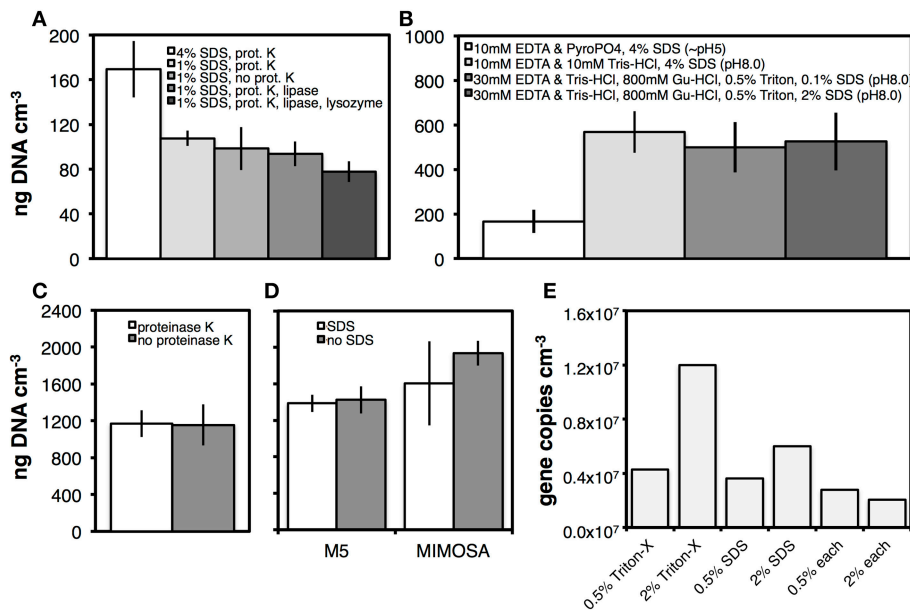 A
200
160
120
80
40
0
ng DNA cm-3
4% SDS, prot. K
1% SDS, prot. K
1% SDS, no prot. K
1% SDS, prot. K, lipase
1% SDS, prot. K, lipase, lysozyme
B
1000
800
600
400
200
0
10mM EDTA & PyroPO4, 4% SDS (~pH5)
10mM EDTA & 10mM Tris-HCl, 4% SDS (pH8.0)
30mM EDTA & Tris-HCl, 800mM Gu-HCl, 0.5% Triton, 0.1% SDS (pH8.0)
30mM EDTA & Tris-HCl, 800mM Gu-HCl, 0.5% Triton, 2% SDS (pH8.0)
C
2400
2000
1600
1200
800
400
0
ng DNA cm-3
proteinase K
no proteinase K
D
SDS
no SDS
M5
MIMOSA
E
1.6x10⁷
1.2x10⁷
0.8x10⁷
0.4x10⁷
0.0x10⁷
gene copies cm-3
0.5% Triton-X
2% Triton-X
0.5% SDS
2% SDS
0.5% each
2% each